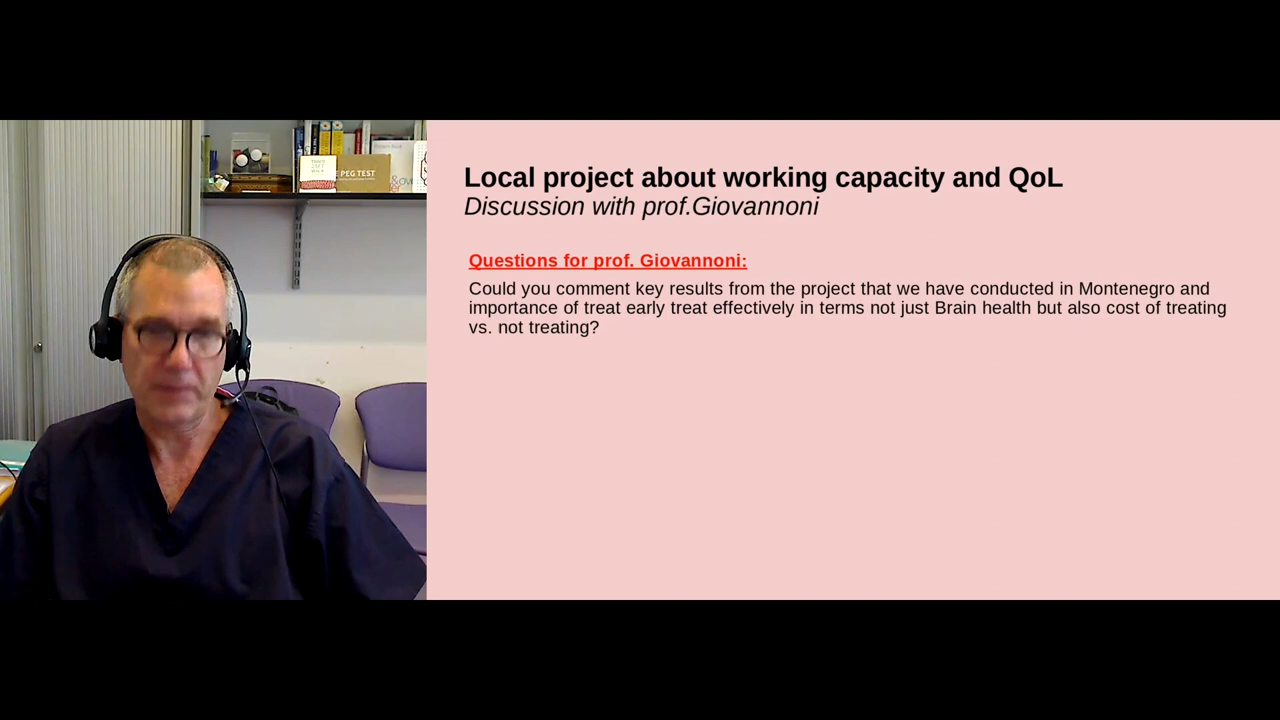 PEG TEST
Local project about working capacity and QoL
Discussion with prof.Giovannoni
Questions for prof. Giovannoni:
Could you comment key results from the project that we have conducted in Montenegro and
importance of treat early treat effectively in terms not just Brain health but also cost of treating
vs. not treating?